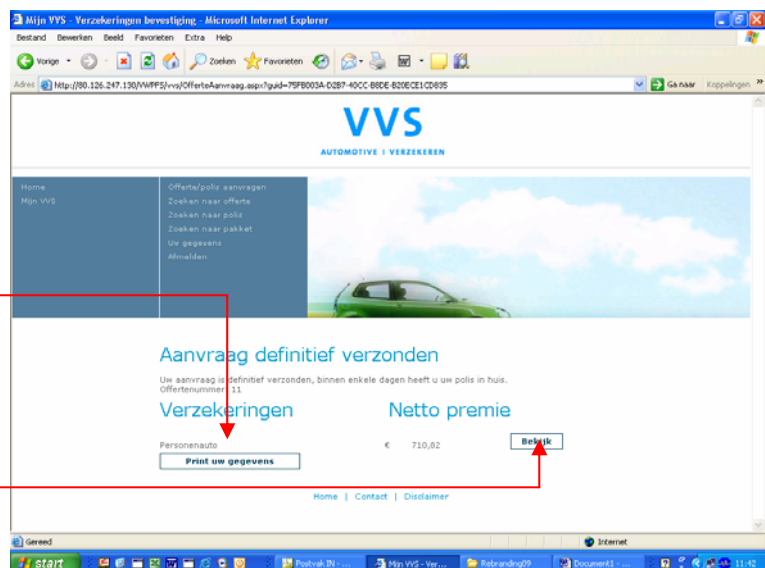 Mijn VVS - Verzekeringen bevestiging - Microsoft Internet Explorer
Bestand Bewerken Beeld Favorieten Extra Help
Vorige Zoeken Favorieten
Adres http://80.126.247.130/VWPFS/vvs/OfferteAanvraag.aspx?guid=75FB003A-D2B7-40CC-B8DE-B20ECE1CD835 Ga naar Koppelingen »
VVS
AUTOMOTIVE I VERZEKEREN
Home
Mijn VVS
Offerte/polis aanvragen
Zoeken naar offerte
Zoeken naar polis
Zoeken naar pakket
Uw gegevens
Afmelden
Aanvraag definitief verzonden
Uw aanvraag is definitief verzonden, binnen enkele dagen heeft u uw polis in huis.
Offertenummer: 11
Verzekeringen Netto premie
Personenauto € 710,82 Bekijk
Print uw gegevens
Home | Contact | Disclaimer
Gereed Internet
start Postvak IN - ... Mijn VVS - Ver... Rebranding09 Document1 - ... 11:42